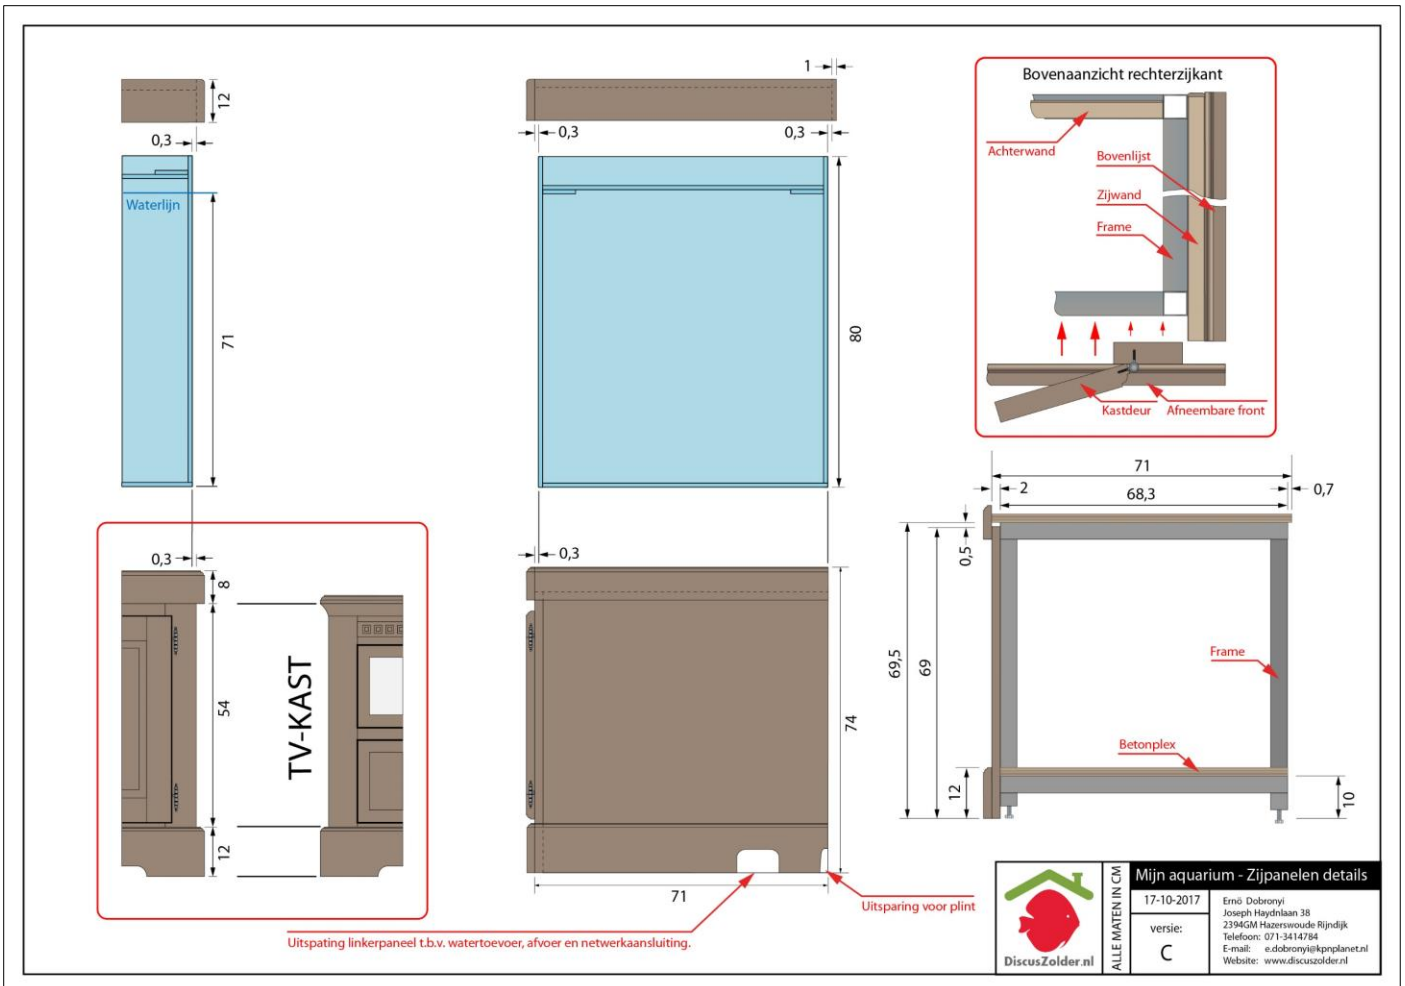 12
0,3
Waterlijn
71
1
0,3
0,3
80
Bovenaanzicht rechterzijkant
Achterwand
Bovenlijst
Zijwand
Frame
Kastdeur
Afneembare front
0,3
8
54
12
TV-KAST
0,3
74
71
Uitsparing voor plint
Uitspating linkerpaneel t.b.v. watertoevoer, afvoer en netwerkaansluiting.
71
2
68,3
0,7
0,5
69,5
69
Frame
Betonplex
12
10
DiscusZolder.nl
ALLE MATEN IN CM
Mijn aquarium - Zijpanelen details
17-10-2017
versie:
C
Ernö Dobronyi
Joseph Haydnlaan 38
2394GM Hazerswoude Rijndijk
Telefoon: 071-3414784
E-mail: e.dobronyi@kpnplanet.nl
Website: www.discuszolder.nl